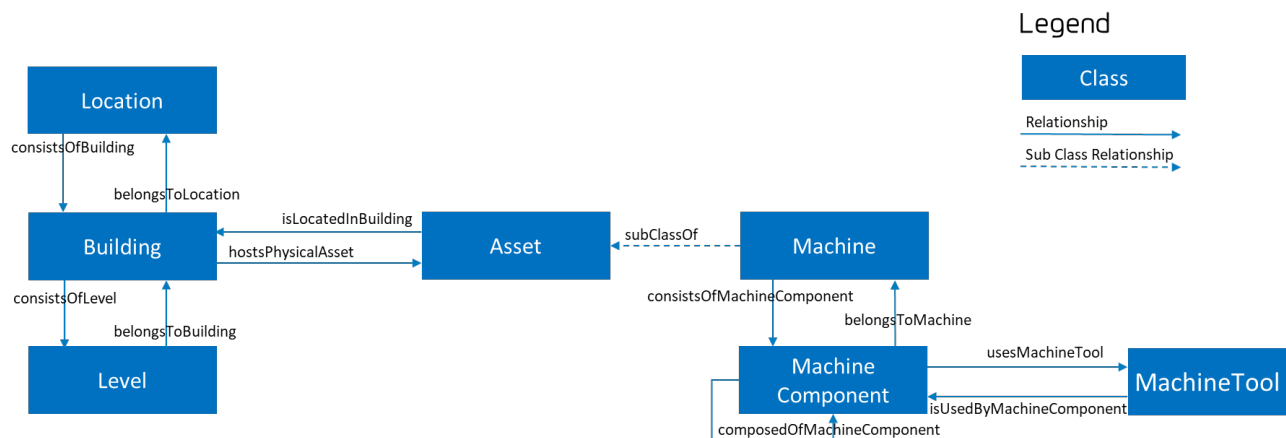 Legend
Class
Relationship
Sub Class Relationship
Location
consistsOfBuilding
belongsToLocation
Building
isLocatedInBuilding
hostsPhysicalAsset
Asset
subClassOf
Machine
consistsOfLevel
belongsToBuilding
Level
consistsOfMachineComponent
belongsToMachine
Machine
Component
usesMachineTool
MachineTool
isUsedByMachineComponent
composedOfMachineComponent